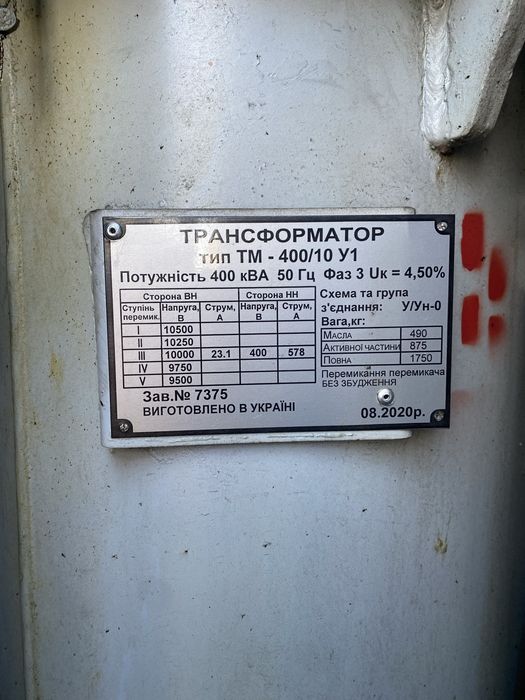 ТРАНСФОРМАТОР
тип ТМ - 400/10 У1
Потужність 400 кВА 50 Гц Фаз 3 Uк = 4,50%
Сторона ВН Сторона НН
Ступінь перемик. Напруга, В Струм, А Напруга, В Струм, А
I 10500
II 10250
III 10000 23.1 400 578
IV 9750
V 9500
Схема та група
з'єднання: У/Ун-0
Вага,кг:
Масла 490
Активної частини 875
Повна 1750
Перемикання перемикача
БЕЗ ЗБУДЖЕННЯ
Зав.№ 7375
ВИГОТОВЛЕНО В УКРАЇНІ
08.2020р.